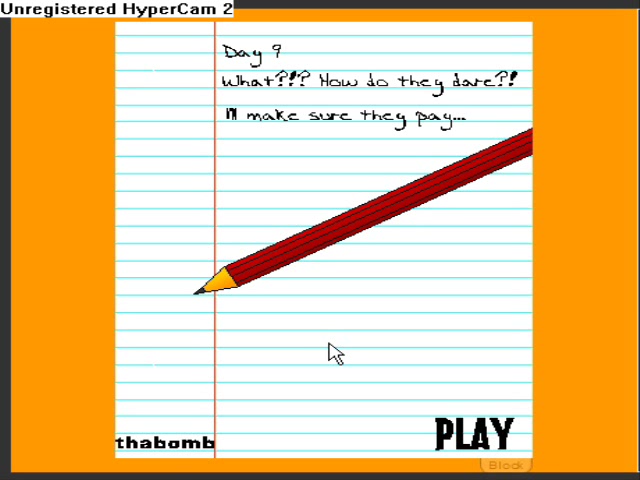 Unregistered HyperCam 2
Day 9
What?!? How do they dare?!
I'll make sure they pay...
thabomb
PLAY
Block